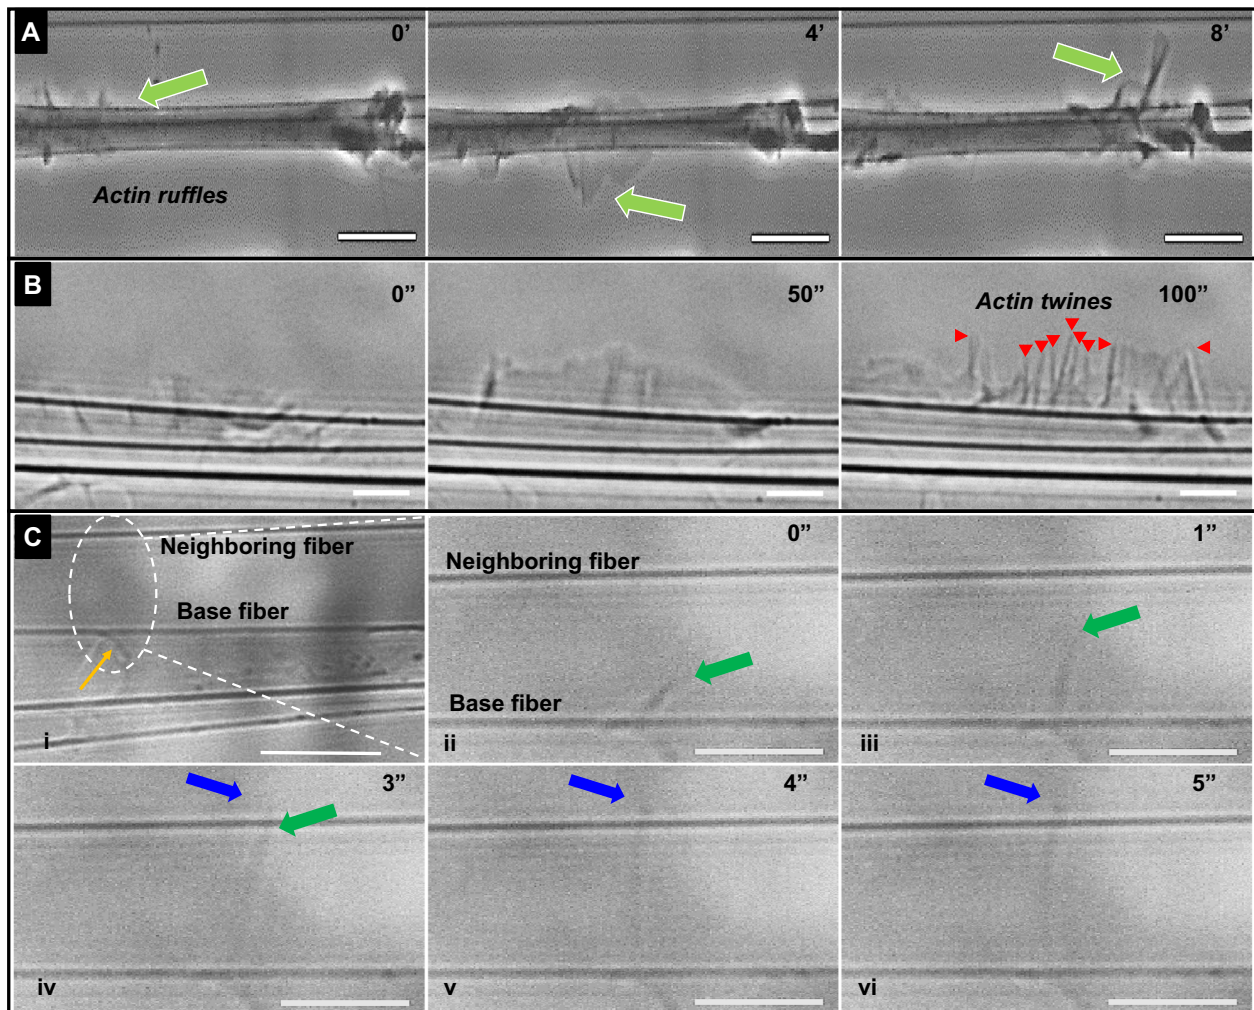 A
0’
4’
8’
Actin ruffles
B
0”
50”
Actin twines
100”
C
Neighboring fiber
Base fiber
i
0”
Neighboring fiber
Base fiber
ii
1”
iii
3”
iv
4”
v
5”
vi